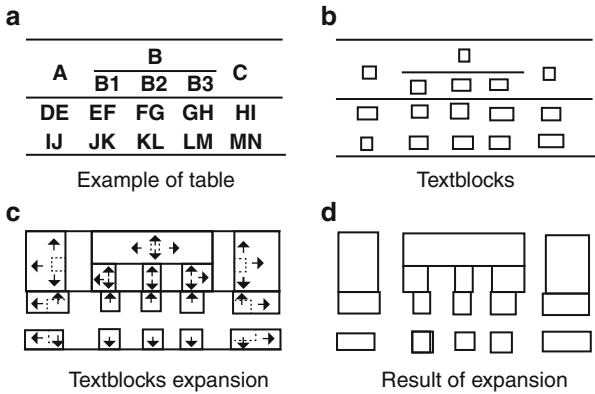 a
B
A C
B1 B2 B3
DE EF FG GH HI
IJ JK KL LM MN
Example of table
b
Textblocks
c
Textblocks expansion
d
Result of expansion